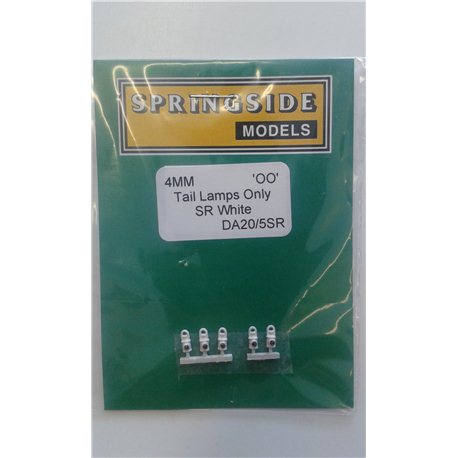 SPRINGSIDE
MODELS
4MM 'OO'
Tail Lamps Only
SR White
DA20/5SR